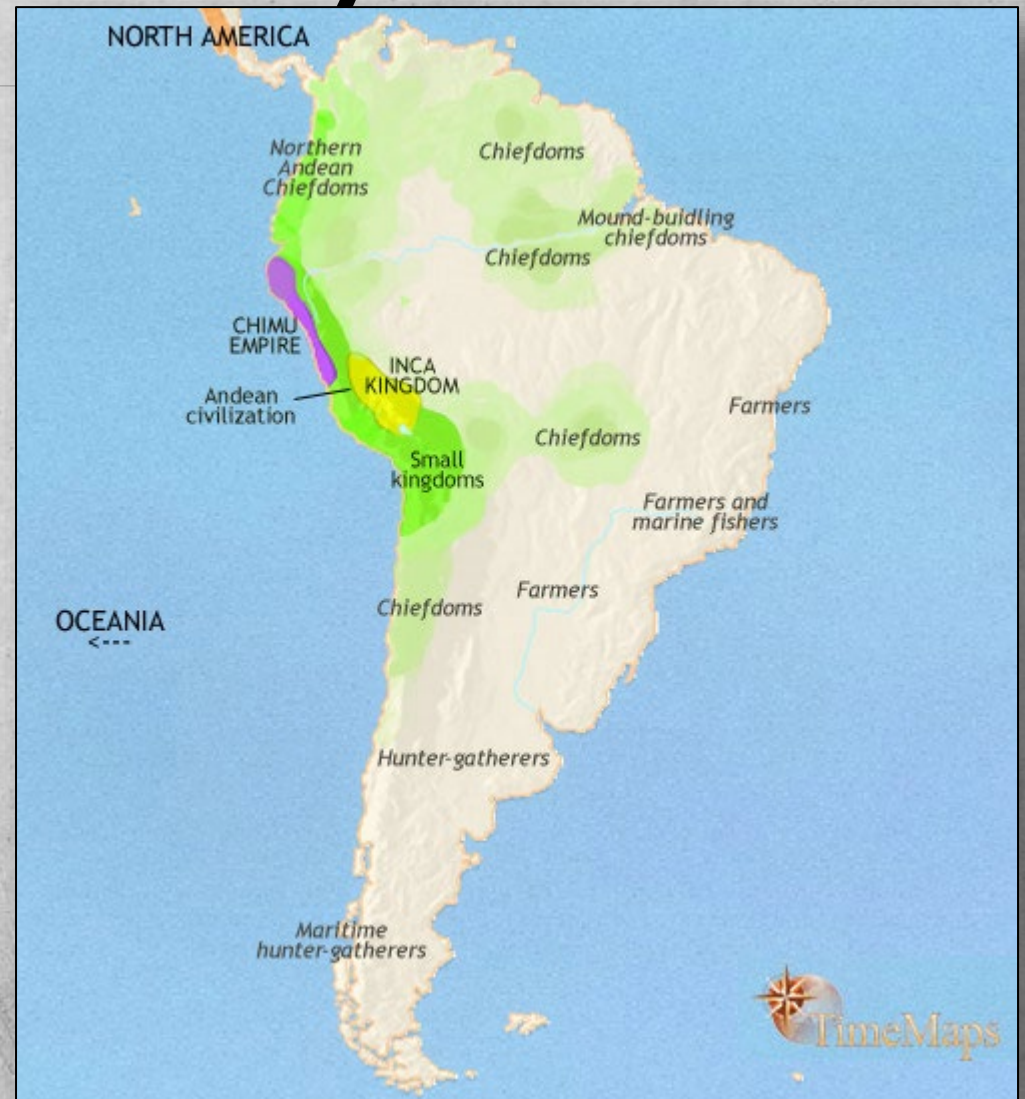 NORTH AMERICA
Northern
Andean
Chiefdoms
Chiefdoms
Mound-buidling
chiefdoms
Chiefdoms
CHIMU
EMPIRE
INCA
KINGDOM
Andean
civilization
Farmers
Chiefdoms
Small
kingdoms
Farmers and
marine fishers
Farmers
Chiefdoms
OCEANIA
<---
Hunter-gatherers
Maritime
hunter-gatherers
TimeMaps